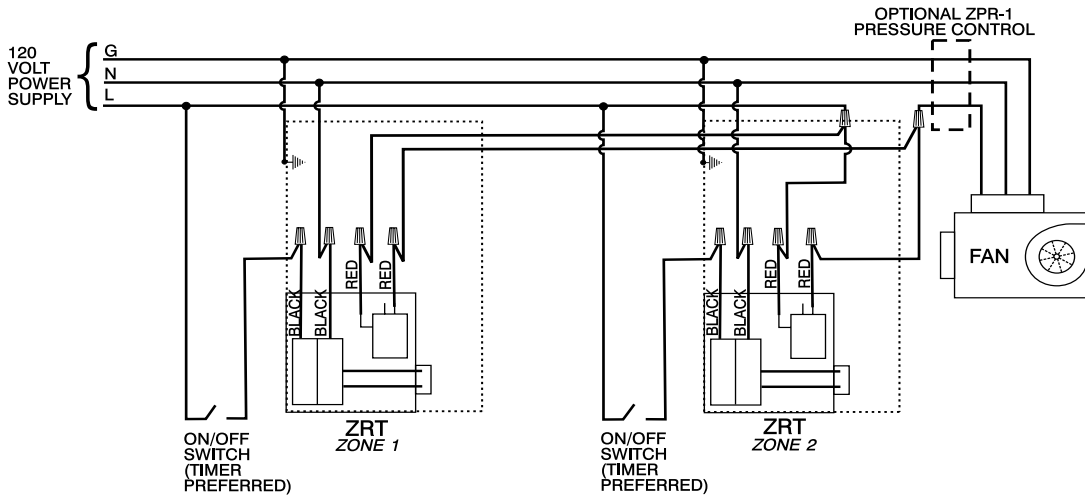 OPTIONAL ZPR-1
PRESSURE CONTROL
120
VOLT
POWER
SUPPLY
G
N
L
BLACK
BLACK
RED
RED
BLACK
BLACK
RED
RED
FAN
ZRT
ZONE 1
ZRT
ZONE 2
ON/OFF
SWITCH
(TIMER
PREFERRED)
ON/OFF
SWITCH
(TIMER
PREFERRED)